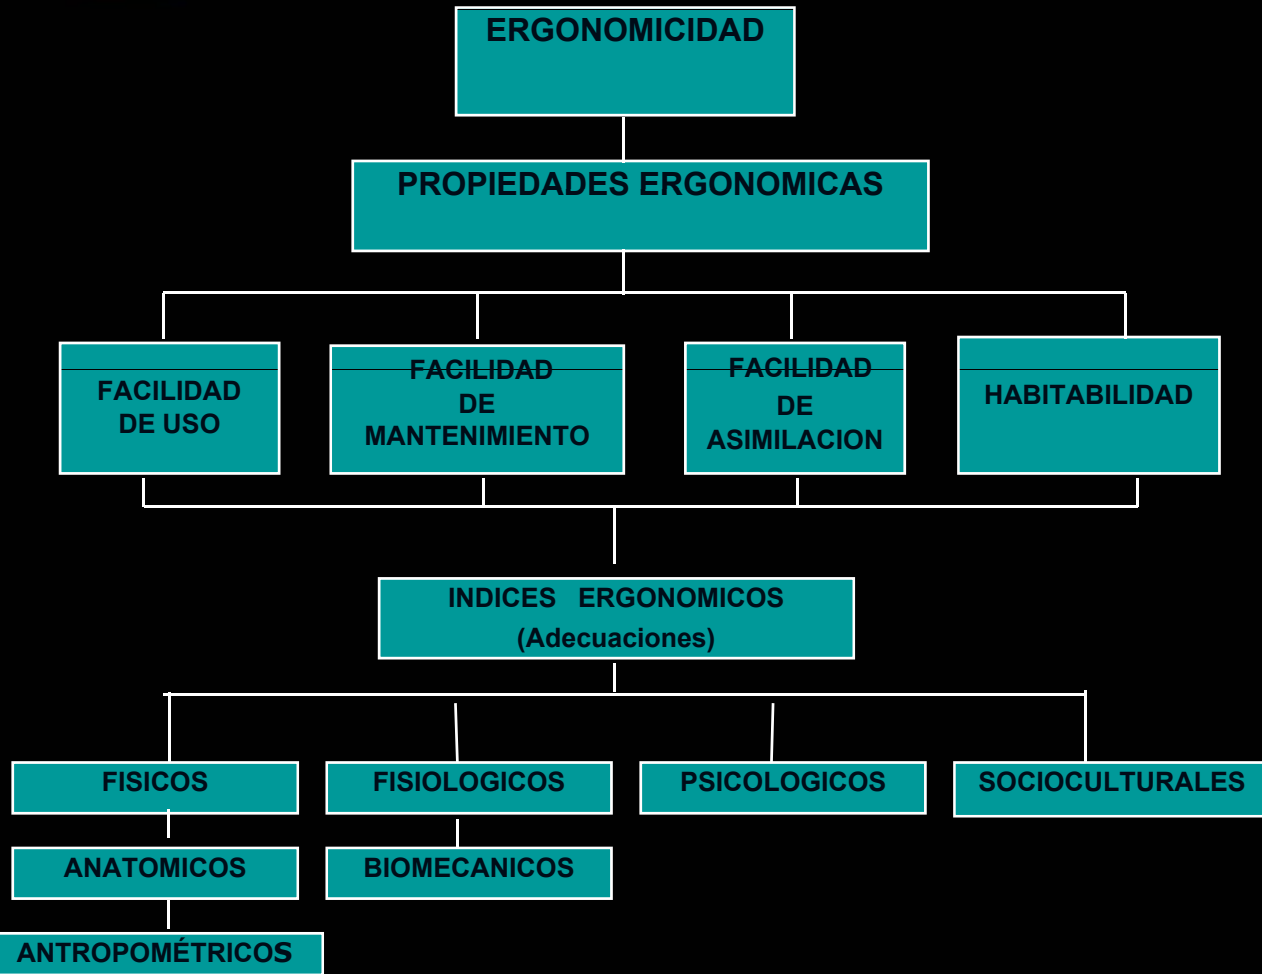 ERGONOMICIDAD
PROPIEDADES ERGONOMICAS
FACILIDAD
DE USO
FACILIDAD
DE
MANTENIMIENTO
FACILIDAD
DE
ASIMILACION
HABITABILIDAD
INDICES ERGONOMICOS
(Adecuaciones)
FISICOS
FISIOLOGICOS
PSICOLOGICOS
SOCIOCULTURALES
ANATOMICOS
BIOMECANICOS
ANTROPOMÉTRICOS